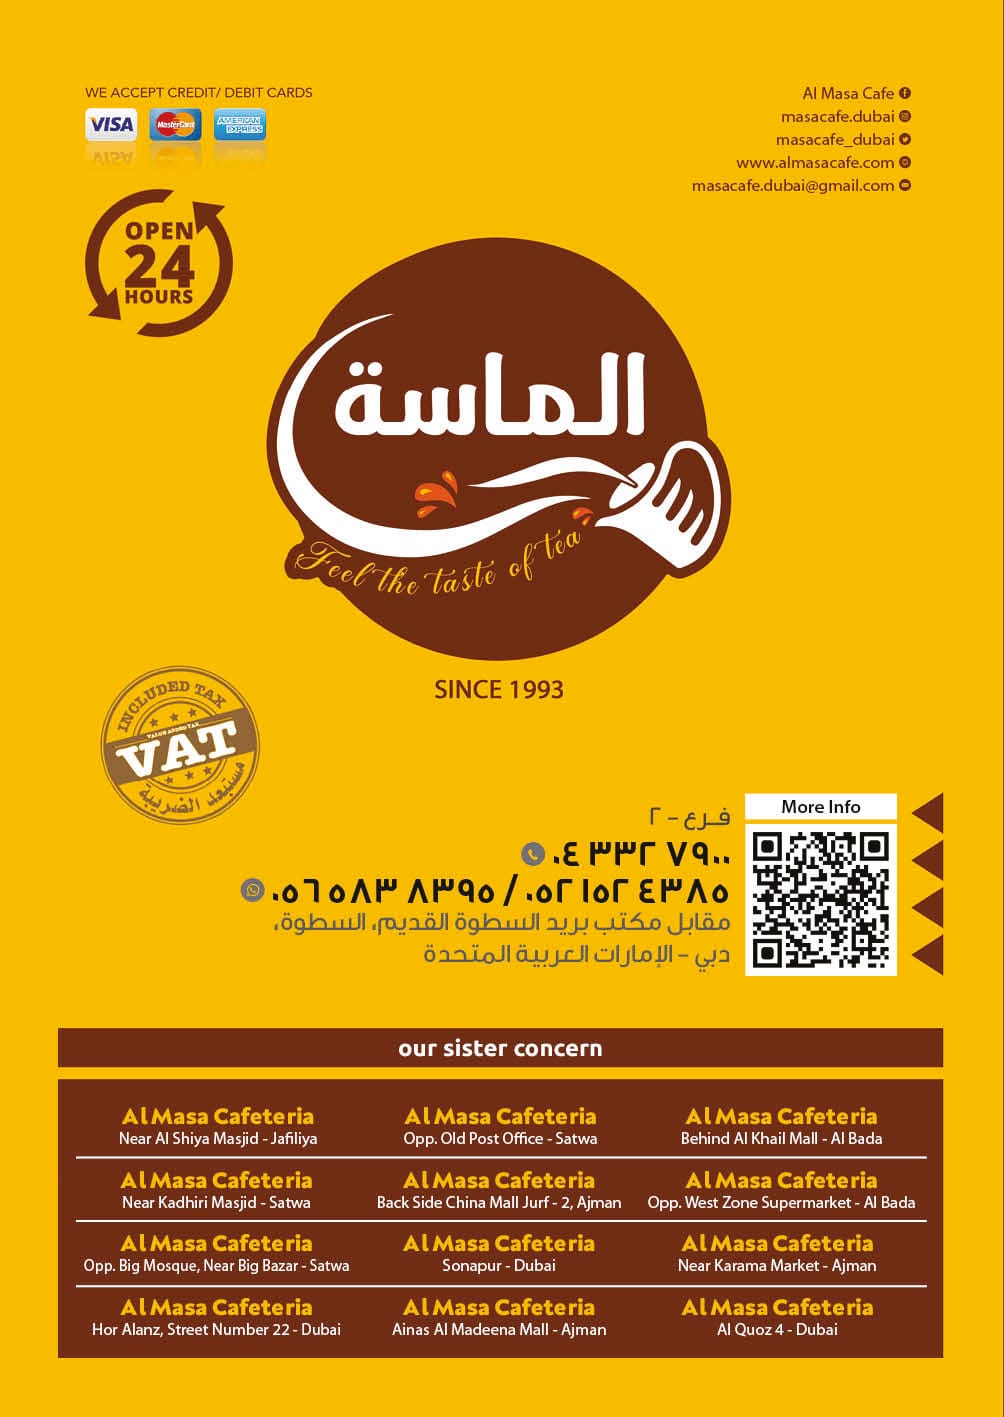 WE ACCEPT CREDIT/ DEBIT CARDS
VISA MasterCard AMERICAN EXPRESS
Al Masa Cafe
masacafe.dubai
masacafe_dubai
www.almasacafe.com
masacafe.dubai@gmail.com
OPEN
24
HOURS
الماسة
Feel the taste of tea
SINCE 1993
INCLUDED TAX
VALUE ADDED TAX
VAT
مستبعد الضريبة
More Info
فرع - ٢
٠٤ ٣٣٢ ٧٩٠٠
٠٥٦ ٥٨٣ ٨٣٩٥ / ٠٥٢ ١٥٢ ٤٣٨٥
مقابل مكتب بريد السطوة القديم، السطوة،
دبي - الإمارات العربية المتحدة
our sister concern
Al Masa Cafeteria Al Masa Cafeteria Al Masa Cafeteria
Near Al Shiya Masjid - Jafiliya Opp. Old Post Office - Satwa Behind Al Khail Mall - Al Bada
Al Masa Cafeteria Al Masa Cafeteria Al Masa Cafeteria
Near Kadhiri Masjid - Satwa Back Side China Mall Jurf - 2, Ajman Opp. West Zone Supermarket - Al Bada
Al Masa Cafeteria Al Masa Cafeteria Al Masa Cafeteria
Opp. Big Mosque, Near Big Bazar - Satwa Sonapur - Dubai Near Karama Market - Ajman
Al Masa Cafeteria Al Masa Cafeteria Al Masa Cafeteria
Hor Alanz, Street Number 22 - Dubai Ainas Al Madeena Mall - Ajman Al Quoz 4 - Dubai